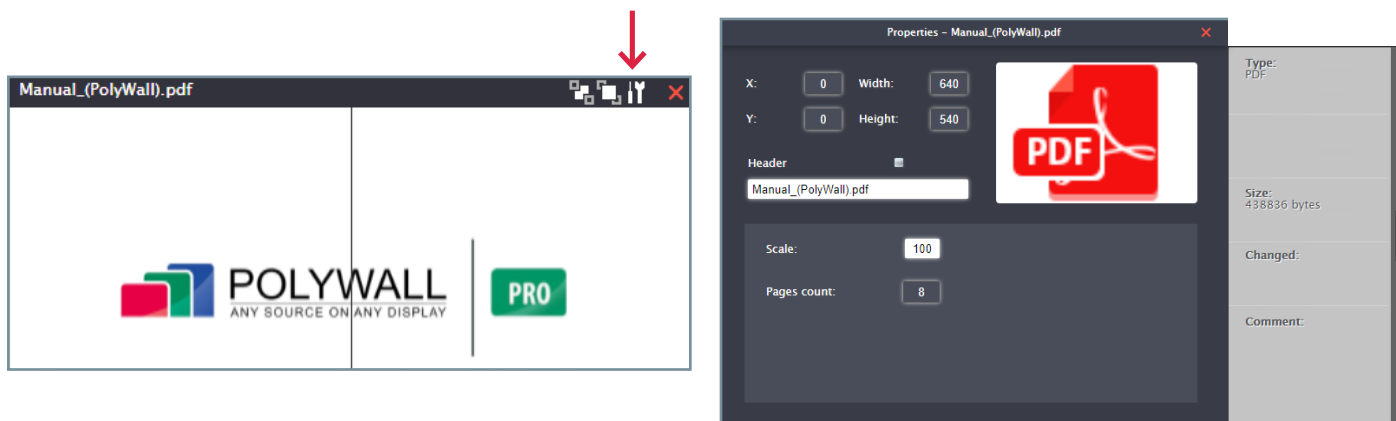 Manual_(PolyWall).pdf
POLYWALL
ANY SOURCE ON ANY DISPLAY
PRO
Properties – Manual_(PolyWall).pdf
X: 0 Width: 640
Y: 0 Height: 540
Header
Manual_(PolyWall).pdf
PDF
Scale: 100
Pages count: 8
Type:
PDF
Size:
438836 bytes
Changed:
Comment: